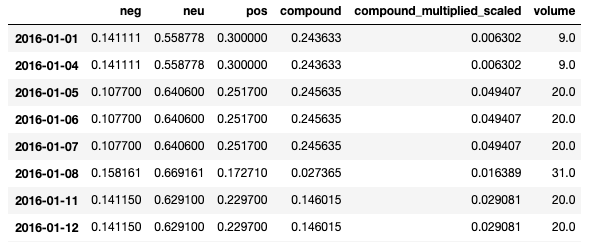 neg neu pos compound compound_multiplied_scaled volume
2016-01-01 0.141111 0.558778 0.300000 0.243633 0.006302 9.0
2016-01-04 0.141111 0.558778 0.300000 0.243633 0.006302 9.0
2016-01-05 0.107700 0.640600 0.251700 0.245635 0.049407 20.0
2016-01-06 0.107700 0.640600 0.251700 0.245635 0.049407 20.0
2016-01-07 0.107700 0.640600 0.251700 0.245635 0.049407 20.0
2016-01-08 0.158161 0.669161 0.172710 0.027365 0.016389 31.0
2016-01-11 0.141150 0.629100 0.229700 0.146015 0.029081 20.0
2016-01-12 0.141150 0.629100 0.229700 0.146015 0.029081 20.0